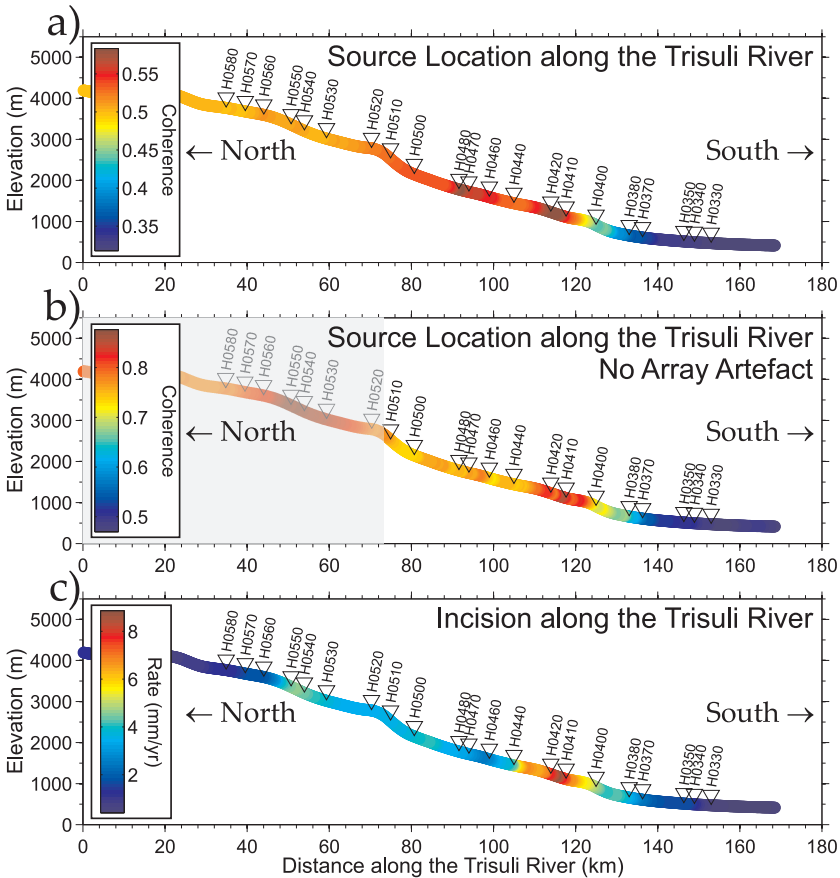 a)
Source Location along the Trisuli River
5000
4000
3000
2000
1000
0
Elevation (m)
0.55
0.5
0.45
0.4
0.35
Coherence
H0580
H0570
H0560
H0550
H0540
H0530
H0520
H0510
H0500
H0480
H0470
H0460
H0440
H0420
H0410
H0400
H0380
H0370
H0350
H0340
H0330
← North
South →
0 20 40 60 80 100 120 140 160 180
b)
Source Location along the Trisuli River
No Array Artefact
5000
4000
3000
2000
1000
0
Elevation (m)
0.8
0.7
0.6
0.5
Coherence
H0580
H0570
H0560
H0550
H0540
H0530
H0520
H0510
H0500
H0480
H0470
H0460
H0440
H0420
H0410
H0400
H0380
H0370
H0350
H0340
H0330
← North
South →
0 20 40 60 80 100 120 140 160 180
c)
Incision along the Trisuli River
5000
4000
3000
2000
1000
0
Elevation (m)
8
6
4
2
Rate (mm/yr)
H0580
H0570
H0560
H0550
H0540
H0530
H0520
H0510
H0500
H0480
H0470
H0460
H0440
H0420
H0410
H0400
H0380
H0370
H0350
H0340
H0330
← North
South →
0 20 40 60 80 100 120 140 160 180
Distance along the Trisuli River (km)